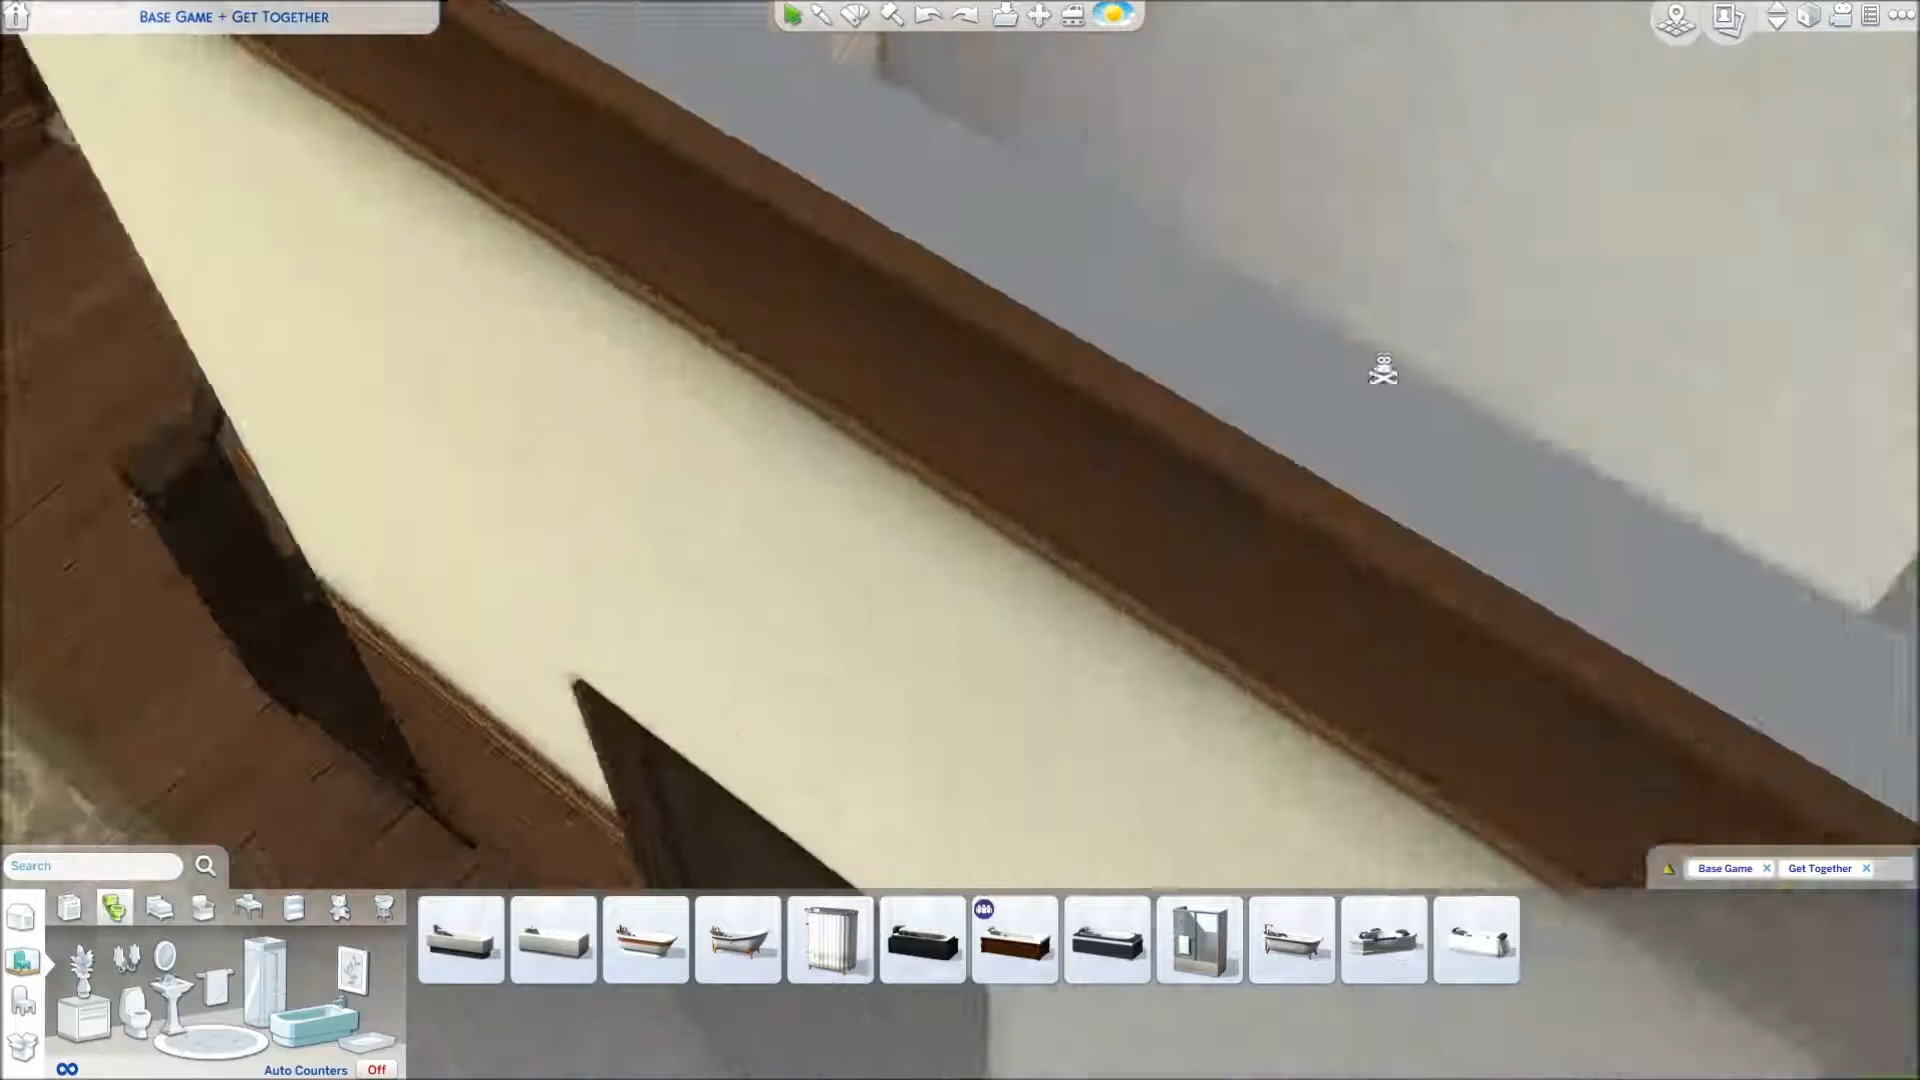 BASE GAME + GET TOGETHER
Search
Base Game
Get Together
Auto Counters
Off